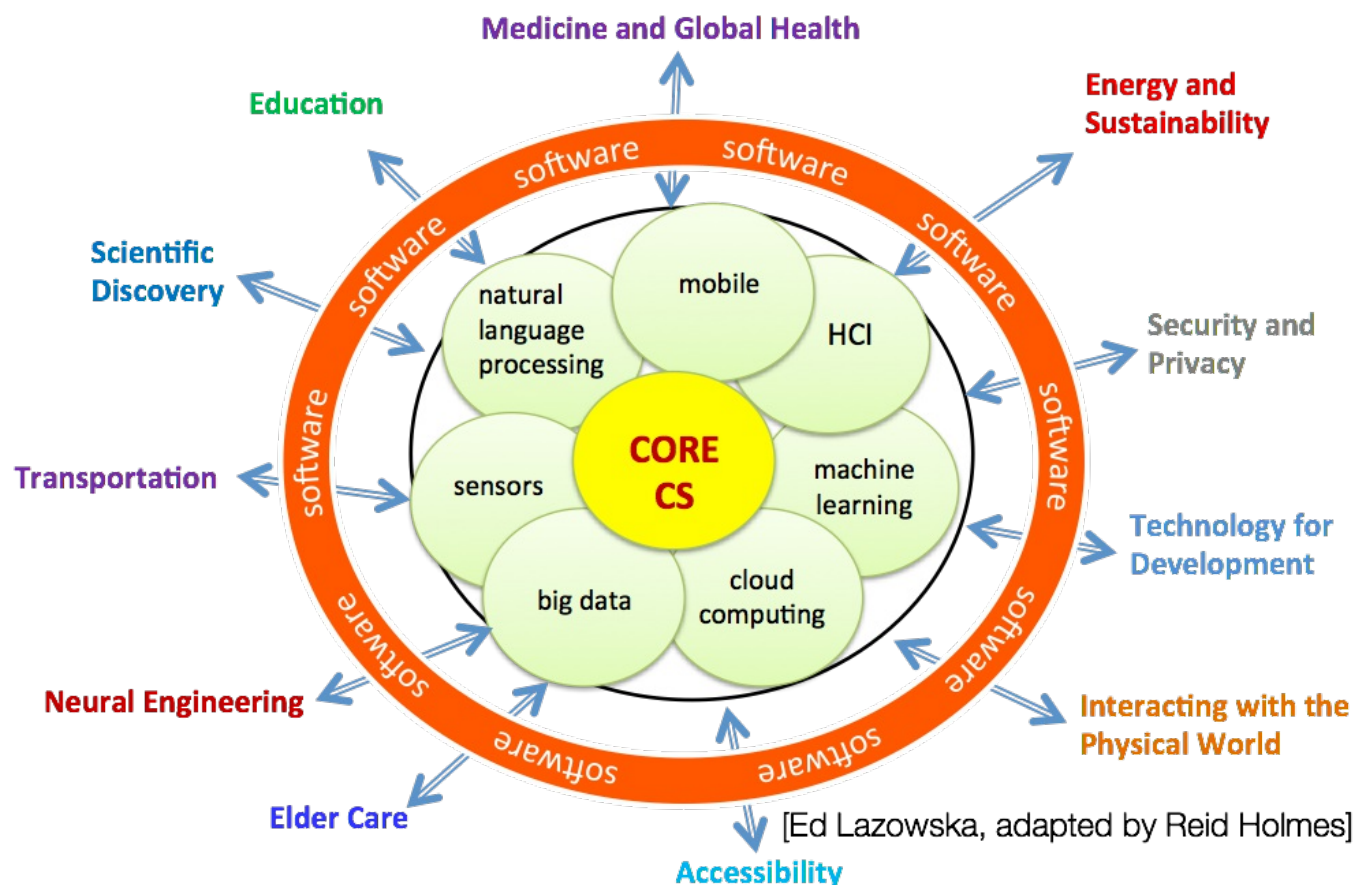 Medicine and Global Health
Education
Energy and
Sustainability
software
software
software
software
Scientific
Discovery
natural
language
processing
mobile
HCI
Security and
Privacy
software
software
CORE
CS
Transportation
sensors
machine
learning
Technology for
Development
big data
cloud
computing
software
software
Neural Engineering
Interacting with the
Physical World
software
software
Elder Care
[Ed Lazowska, adapted by Reid Holmes]
Accessibility